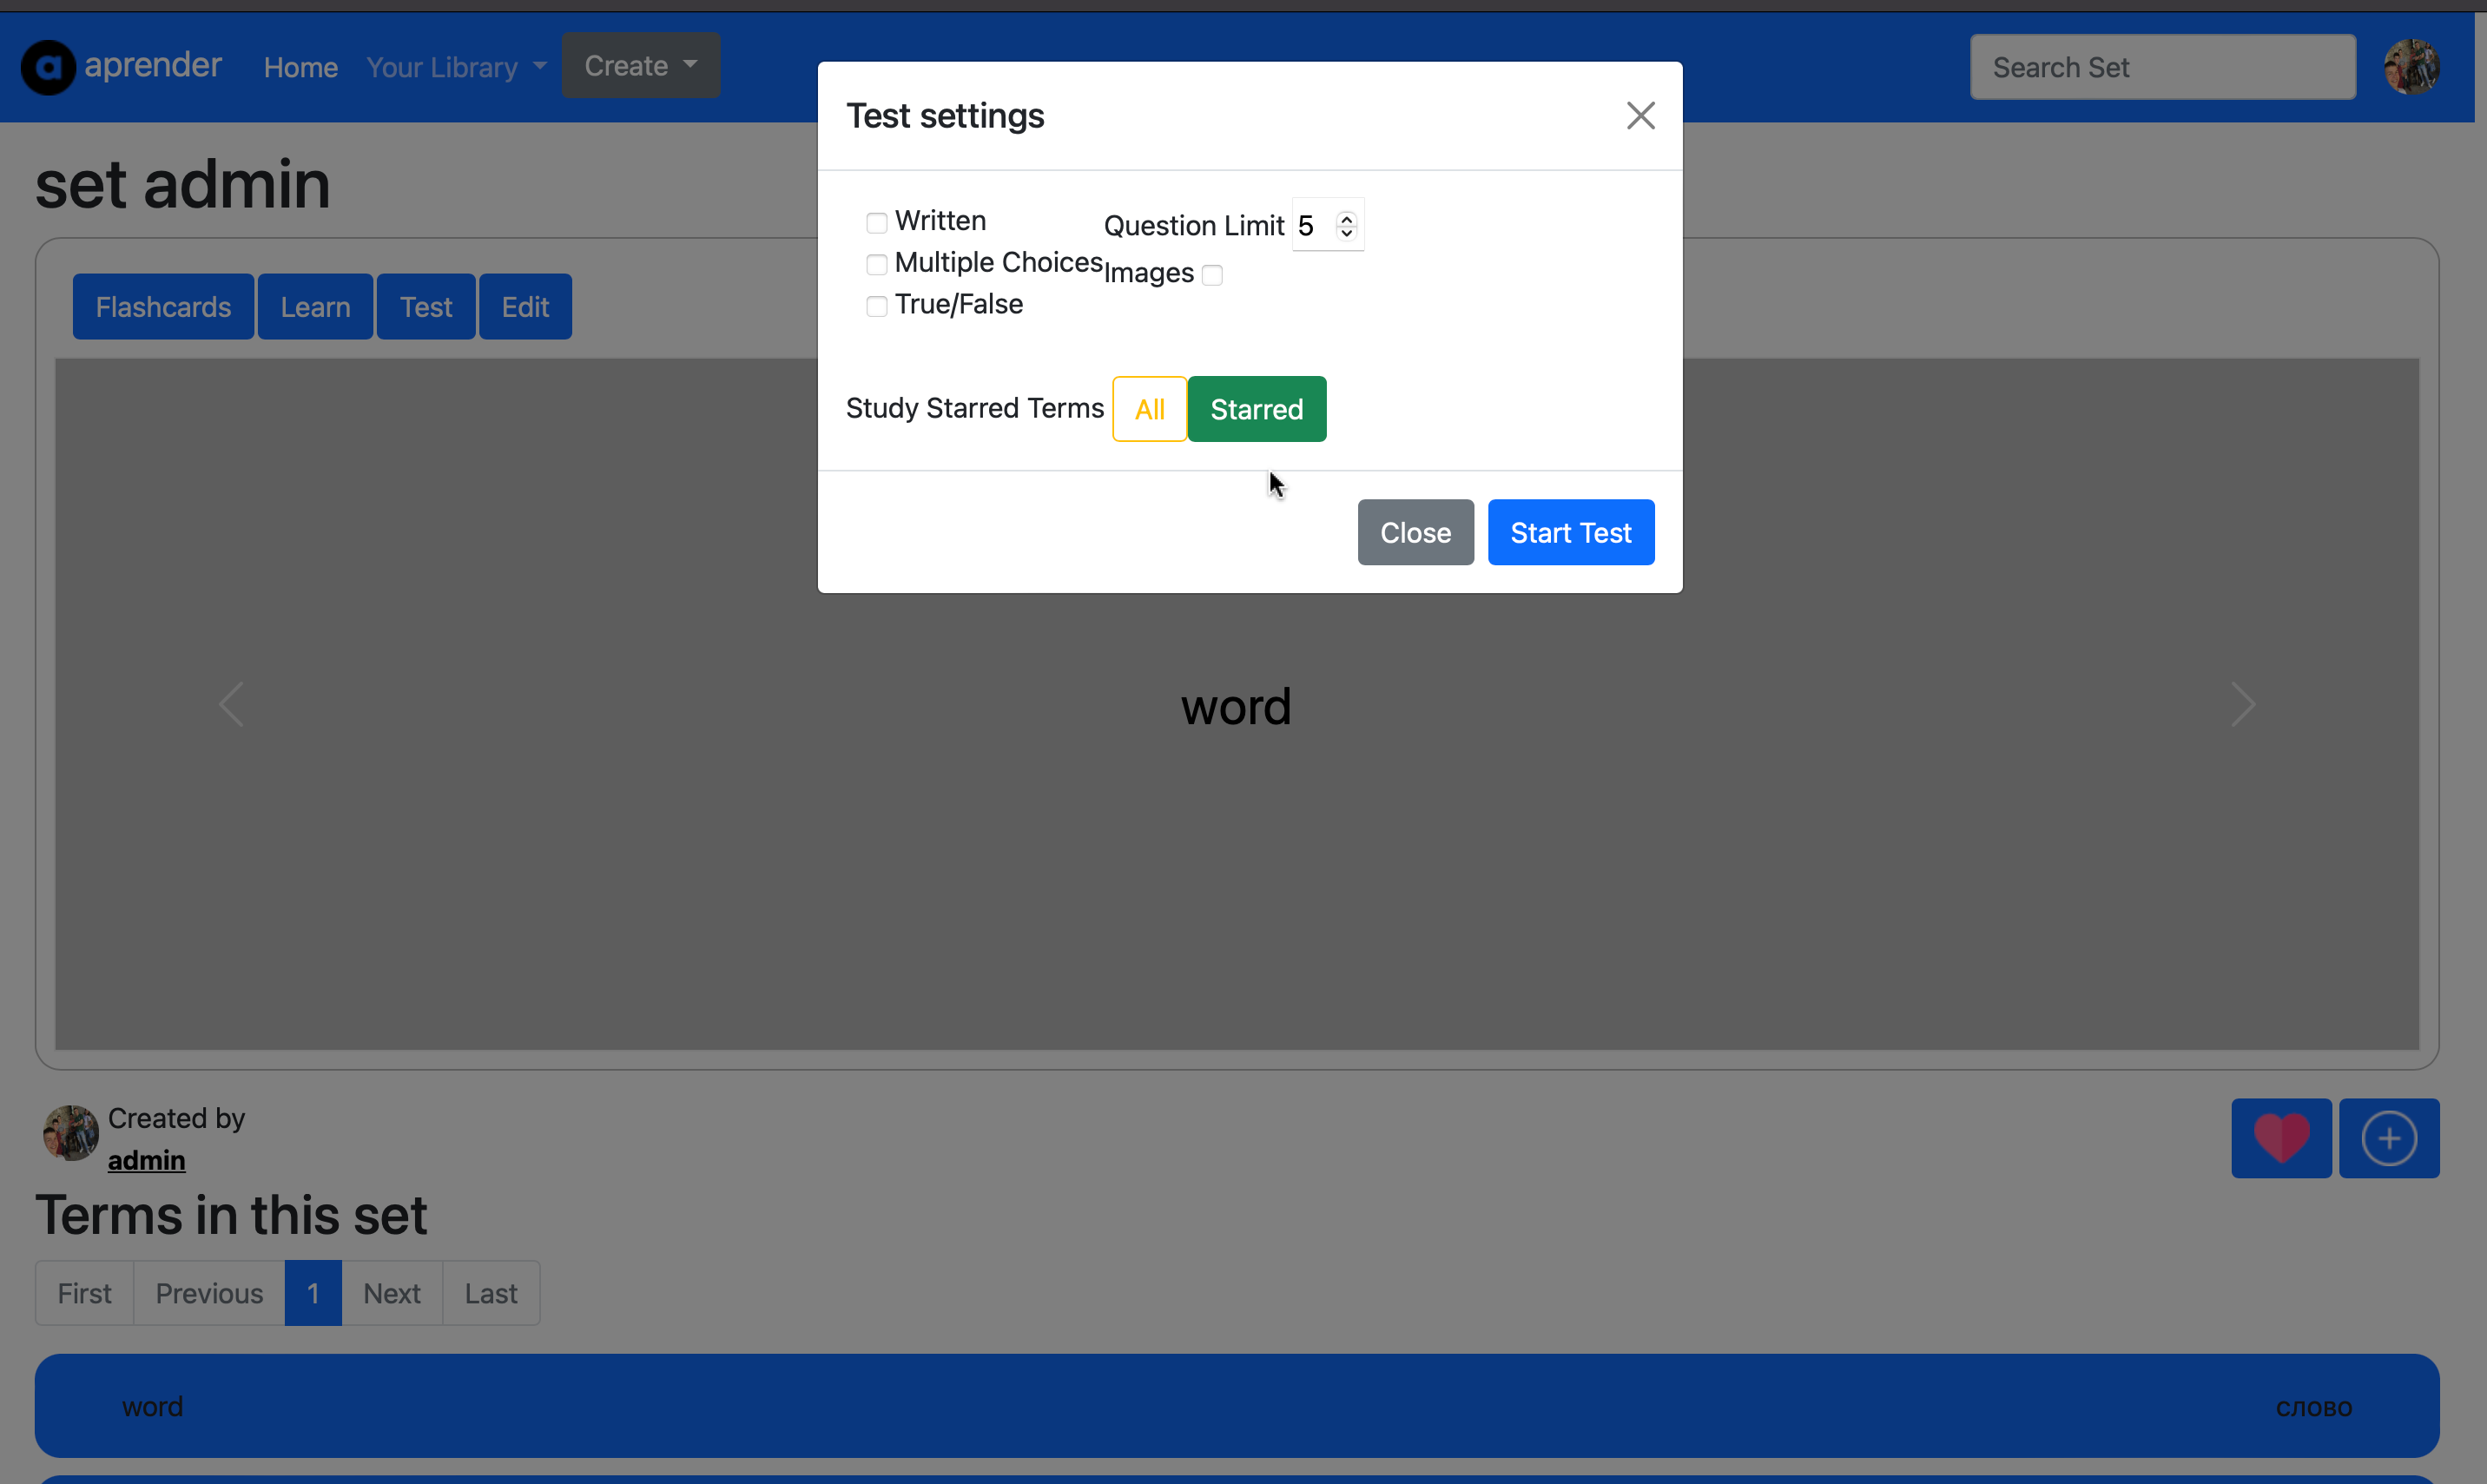 aprender Home Your Library Create Search Set
Test settings
set admin
Written
Multiple Choices
True/False
Question Limit 5
Images
Flashcards Learn Test Edit
Study Starred Terms All Starred
Close Start Test
word
Created by
admin
Terms in this set
First Previous 1 Next Last
word слово